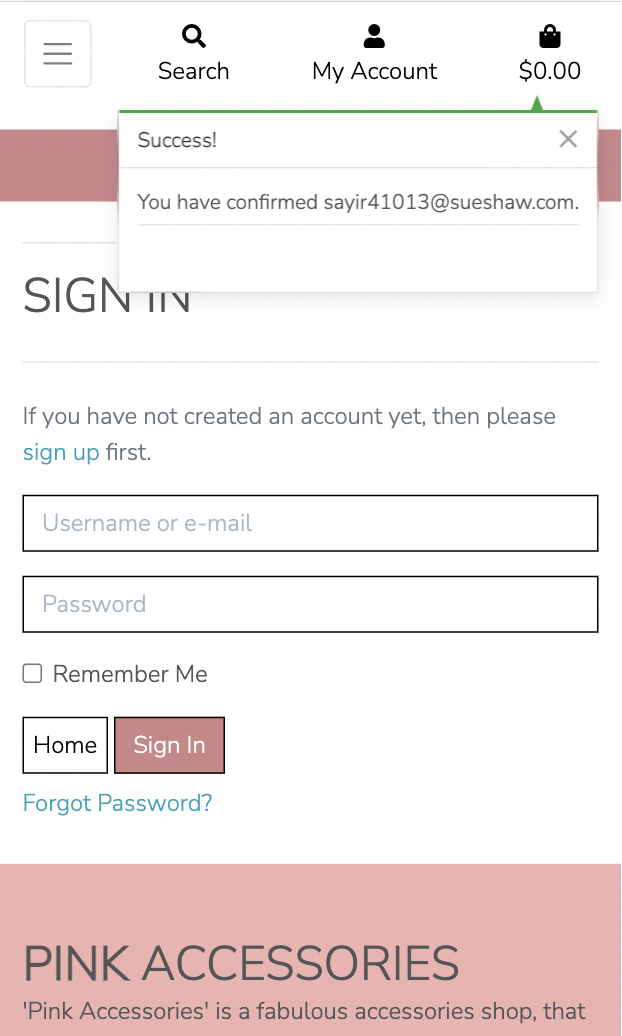 Search
My Account
$0.00
Success!
You have confirmed sayir41013@sueshaw.com.
SIGN IN
If you have not created an account yet, then please
sign up first.
Username or e-mail
Password
Remember Me
Home
Sign In
Forgot Password?
PINK ACCESSORIES
'Pink Accessories' is a fabulous accessories shop, that